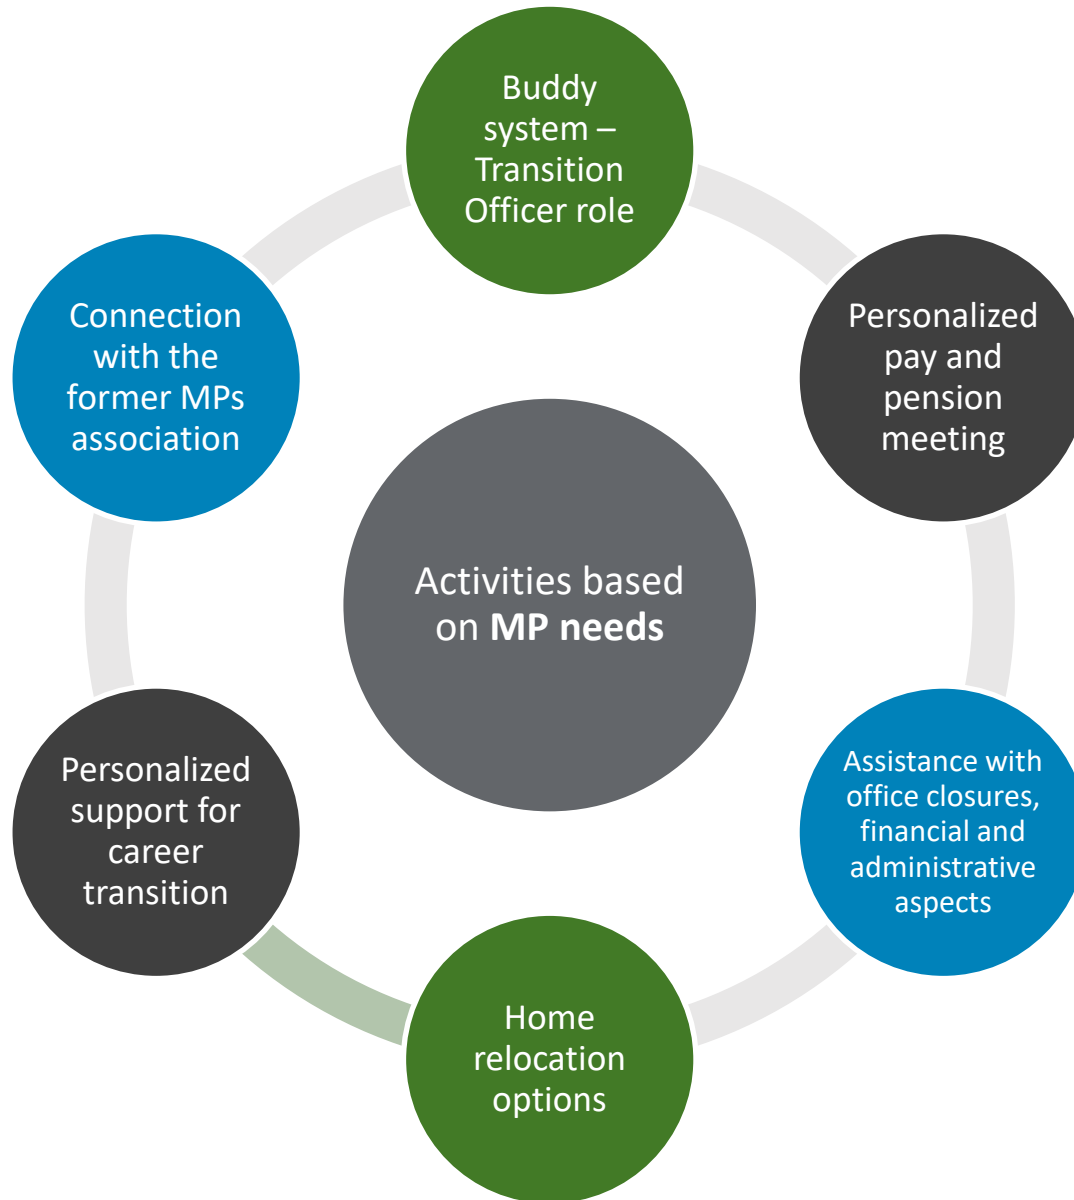 Buddy
system –
Transition
Officer role
Personalized
pay and
pension
meeting
Assistance with
office closures,
financial and
administrative
aspects
Home
relocation
options
Personalized
support for
career
transition
Connection
with the
former MPs
association
Activities based
on MP needs